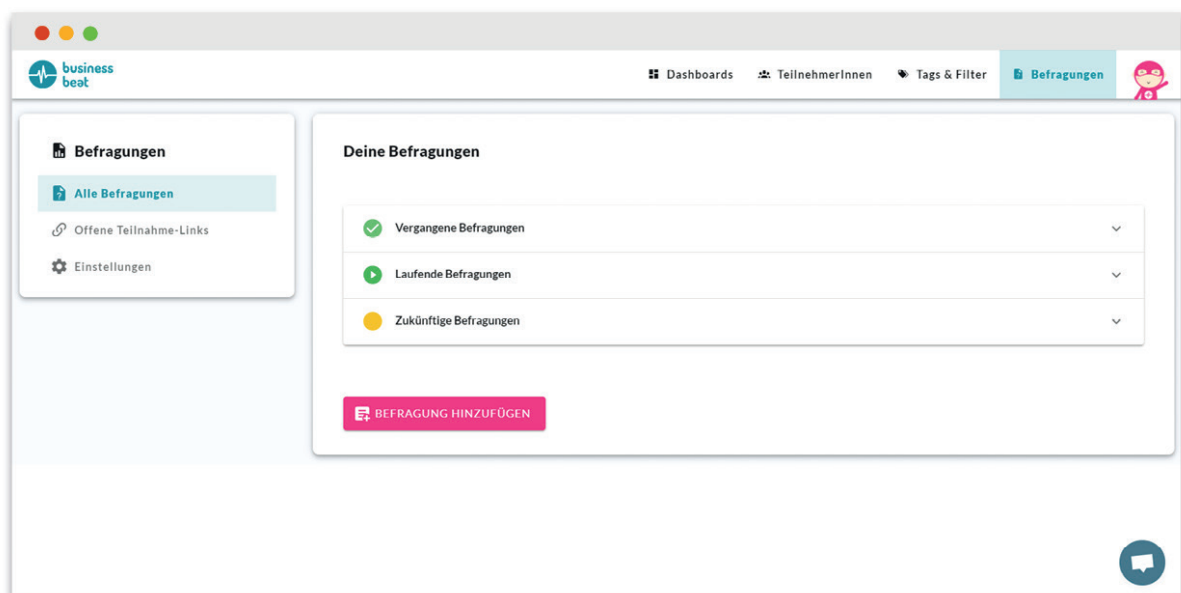 business
beat
Dashboards
TeilnehmerInnen
Tags & Filter
Befragungen
Befragungen
Alle Befragungen
Offene Teilnahme-Links
Einstellungen
Deine Befragungen
Vergangene Befragungen
Laufende Befragungen
Zukünftige Befragungen
BEFRAGUNG HINZUFÜGEN